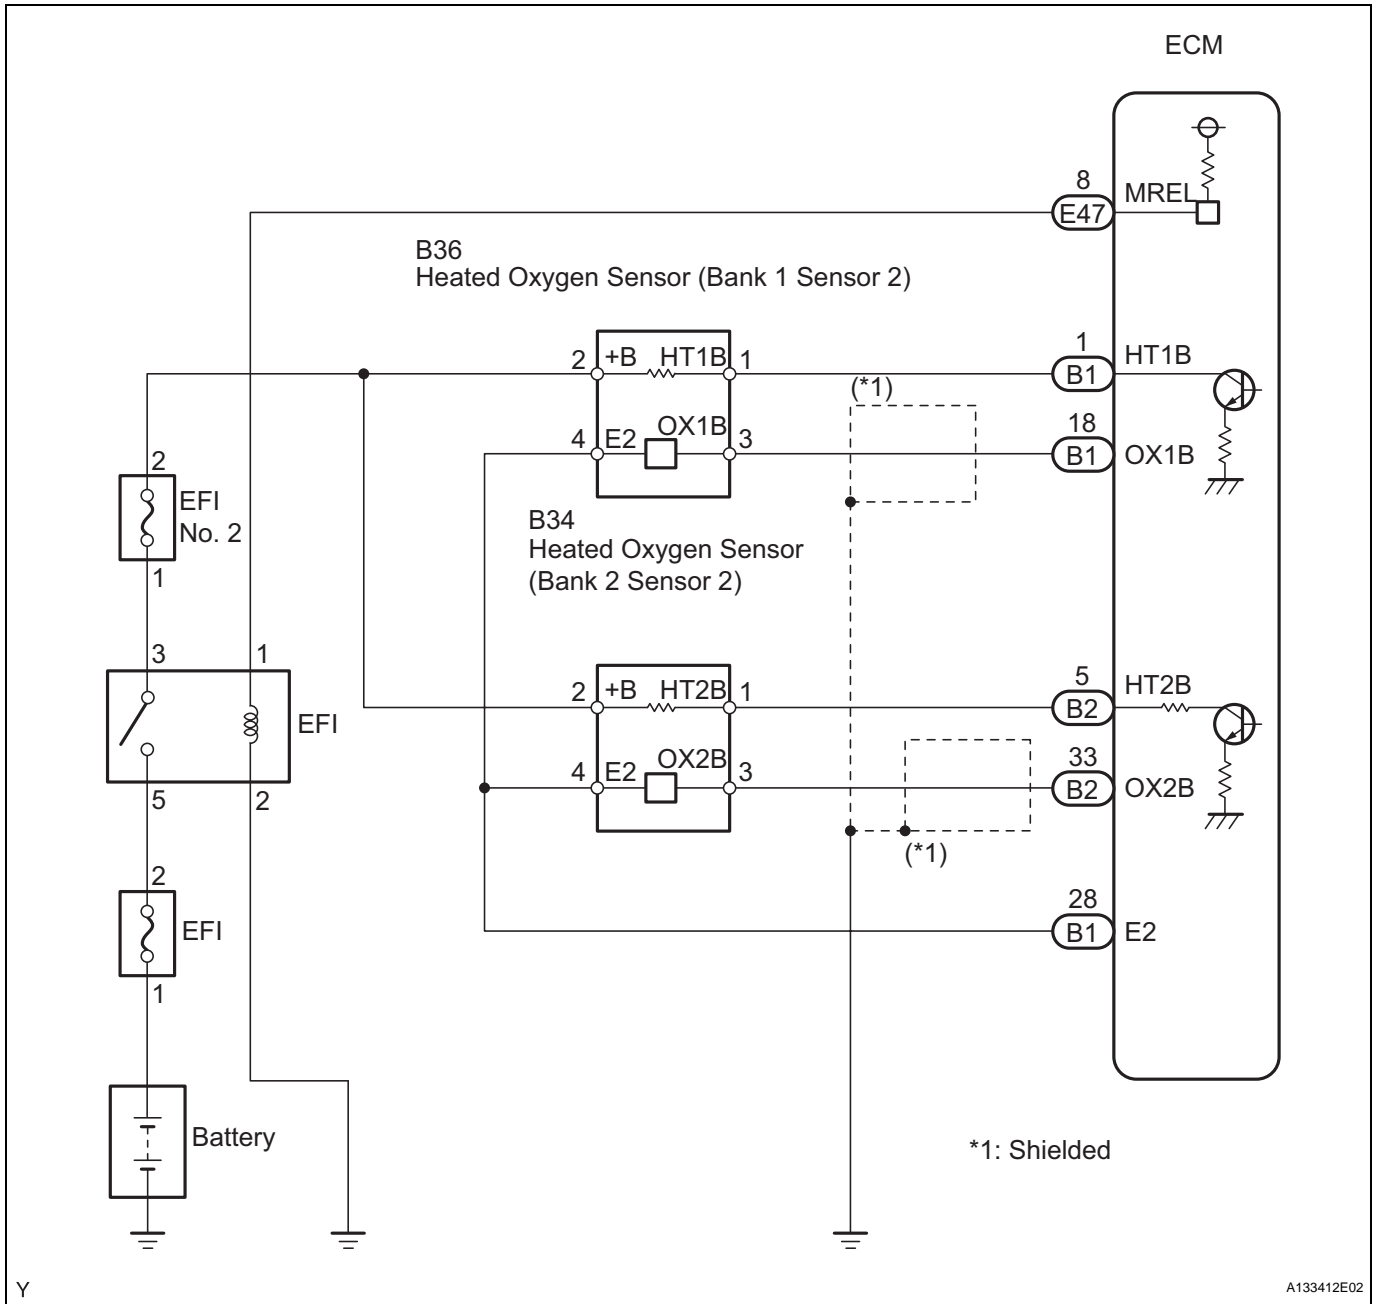 ECM
8
E47
MREL
B36
Heated Oxygen Sensor (Bank 1 Sensor 2)
2
+B
HT1B
1
1
B1
HT1B
(*1)
4
E2
OX1B
3
18
B1
OX1B
2
EFI
No. 2
1
B34
Heated Oxygen Sensor
(Bank 2 Sensor 2)
3
1
EFI
5
2
2
+B
HT2B
1
5
B2
HT2B
4
E2
OX2B
3
33
B2
OX2B
(*1)
2
EFI
1
28
B1
E2
Battery
*1: Shielded
Y
A133412E02